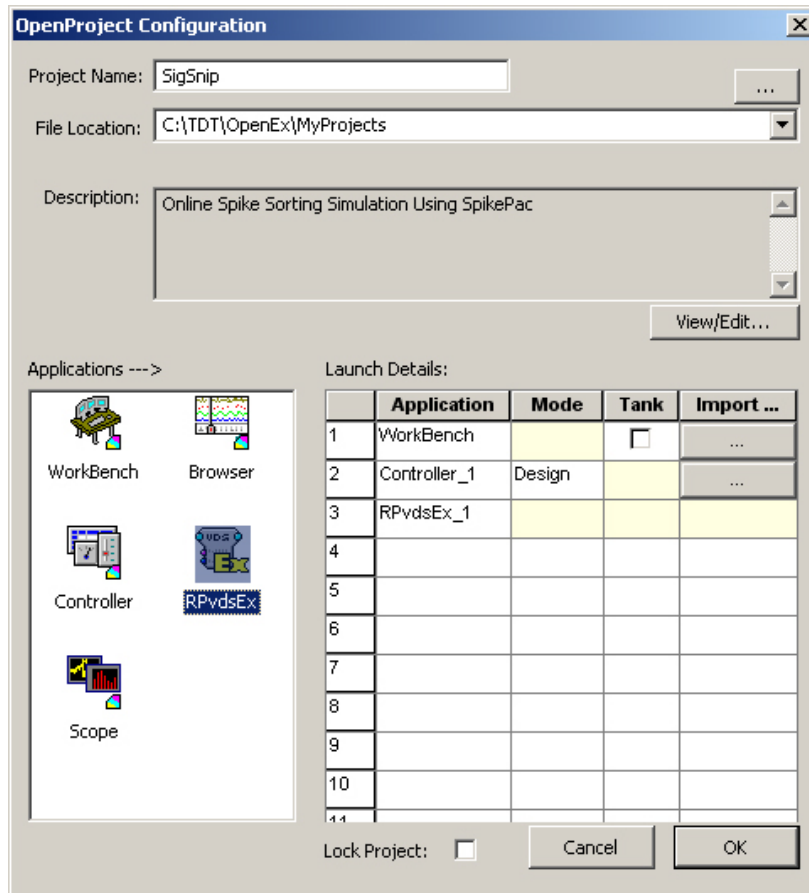 OpenProject Configuration
Project Name: SigSnip
...
File Location: C:\TDT\OpenEx\MyProjects
Description: Online Spike Sorting Simulation Using SpikePac
View/Edit...
Applications --->
WorkBench Browser
Controller RPvdsEx
Scope
Launch Details:
Application Mode Tank Import ...
1 WorkBench ...
2 Controller_1 Design ...
3 RPvdsEx_1
4
5
6
7
8
9
10
11
Lock Project: Cancel OK